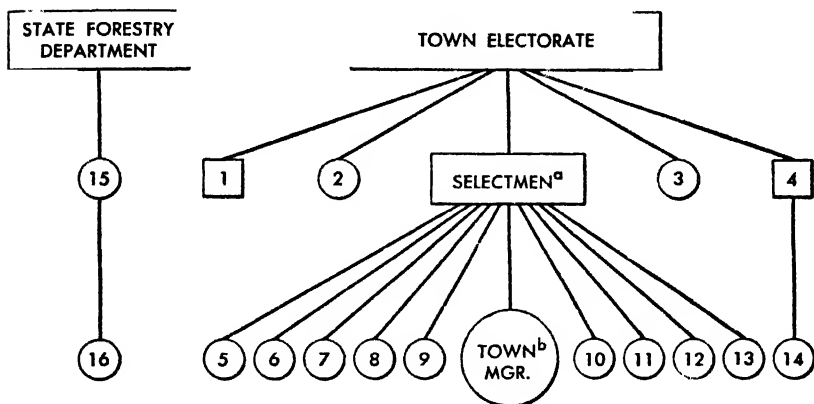 STATE FORESTRY
DEPARTMENT
TOWN ELECTORATE
15
1
2
SELECTMENª
3
4
16
5
6
7
8
9
TOWNᵇ
MGR.
10
11
12
13
14